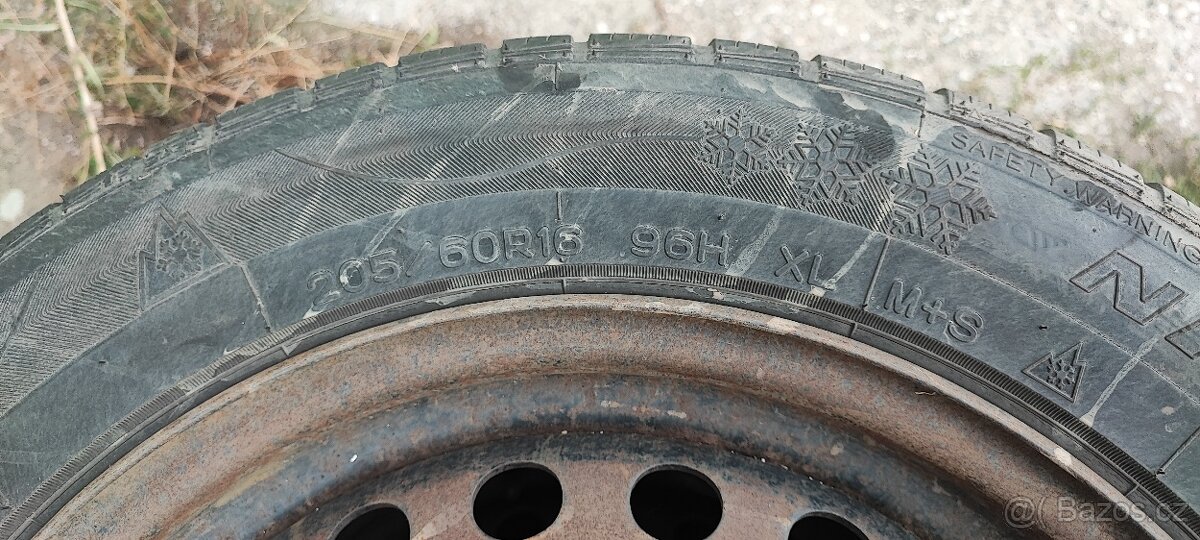 SAFETY.WARNING
205/60R16 96H XL M+S
@ Bazos.cz